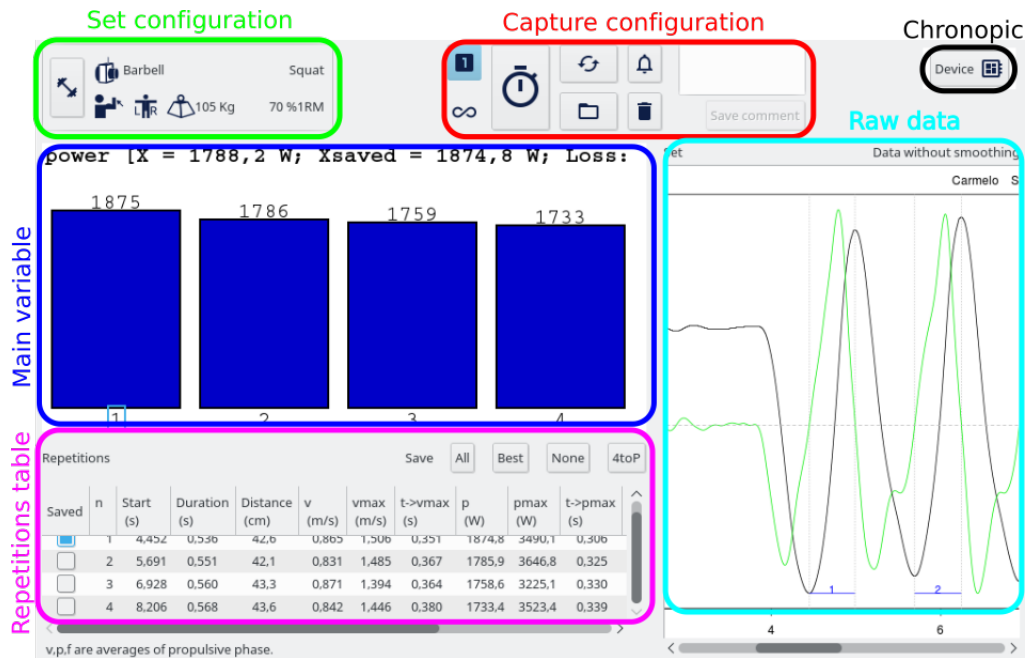 Set configuration
Capture configuration
Chronopic
Barbell Squat
L R 105 Kg 70 %1RM
1
Save comment
Device
Raw data
Main variable
power [X = 1788,2 W; Xsaved = 1874,8 W; Loss:
1875 1786 1759 1733
1 2 3 4
Set Data without smoothing
Carmelo S
1 2
4 6
Repetitions table
Repetitions Save All Best None 4toP
Saved n Start (s) Duration (s) Distance (cm) v (m/s) vmax (m/s) t->vmax (s) p (W) pmax (W) t->pmax (s)
1 4,452 0,536 42,6 0,865 1,506 0,351 1874,8 3490,1 0,306
2 5,691 0,551 42,1 0,831 1,485 0,367 1785,9 3646,8 0,325
3 6,928 0,560 43,3 0,871 1,394 0,364 1758,6 3225,1 0,330
4 8,206 0,568 43,6 0,842 1,446 0,380 1733,4 3523,4 0,339
v,p,f are averages of propulsive phase.